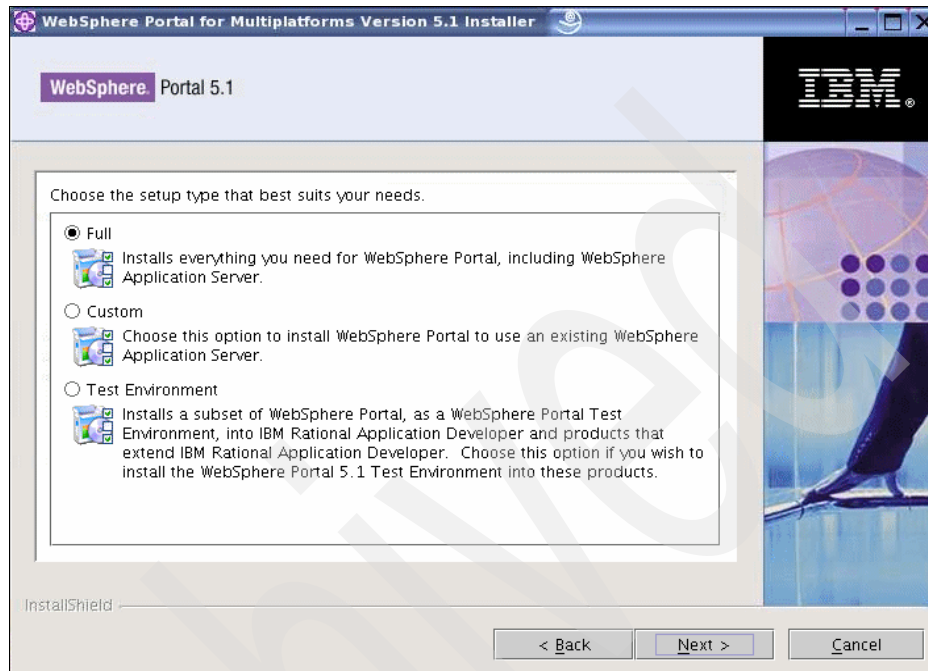 WebSphere Portal for Multiplatforms Version 5.1 Installer
WebSphere. Portal 5.1
IBM®
Choose the setup type that best suits your needs.
Full
Installs everything you need for WebSphere Portal, including WebSphere
Application Server.
Custom
Choose this option to install WebSphere Portal to use an existing WebSphere
Application Server.
Test Environment
Installs a subset of WebSphere Portal, as a WebSphere Portal Test
Environment, into IBM Rational Application Developer and products that
extend IBM Rational Application Developer. Choose this option if you wish to
install the WebSphere Portal 5.1 Test Environment into these products.
InstallShield
< Back Next > Cancel